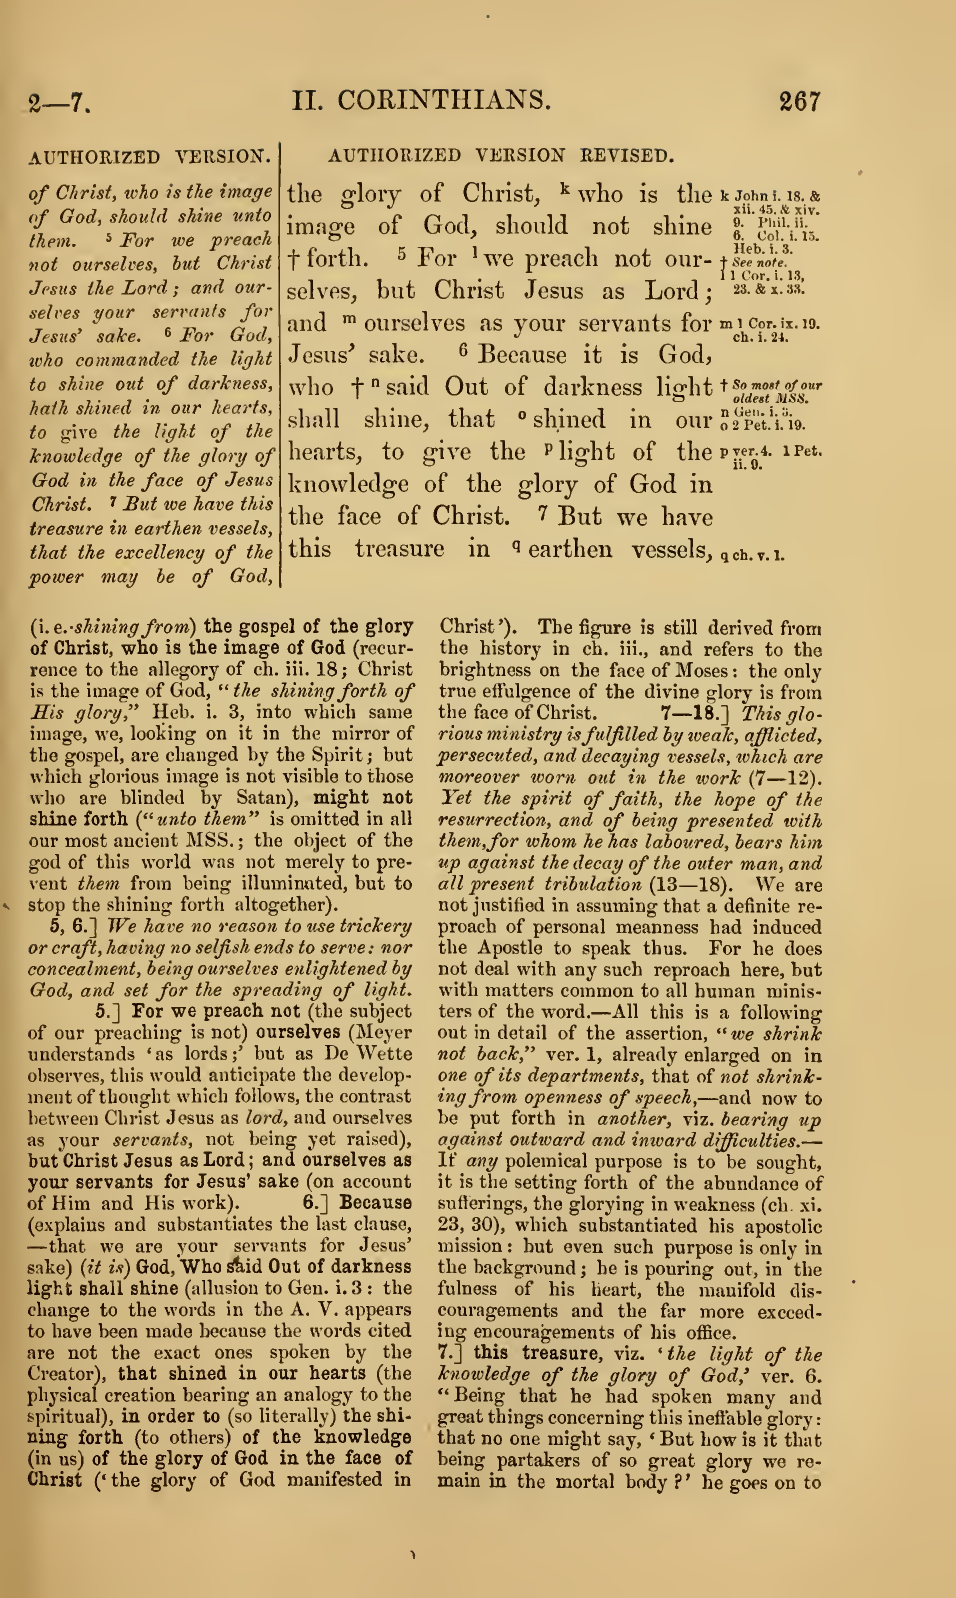 2—7.
II. CORINTHIANS.
267
AUTHORIZED VERSION.
of Christ, who is the image
of God, should shine unto
them. 5 For we preach
not ourselves, but Christ
Jesus the Lord; and our-
selves your servants for
Jesus' sake. 6 For God,
who commanded the light
to shine out of darkness,
hath shined in our hearts,
to give the light of the
knowledge of the glory of
God in the face of Jesus
Christ. 7 But we have this
treasure in earthen vessels,
that the excellency of the
power may be of God,
AUTHORIZED VERSION REVISED.
the glory of Christ, k who is the
image of God, should not shine
† forth. 5 For l we preach not our-
selves, but Christ Jesus as Lord;
and m ourselves as your servants for
Jesus' sake. 6 Because it is God,
who † n said Out of darkness light
shall shine, that o shined in our
hearts, to give the p light of the
knowledge of the glory of God in
the face of Christ. 7 But we have
this treasure in q earthen vessels,
k John i. 18. &
xii. 45. & xiv.
9. Phil. ii.
6. Col. i. 15.
Heb. i. 3.
† See note.
l 1 Cor. i. 13,
23. & x. 33.
m 1 Cor. ix. 19.
ch. i. 24.
† So most of our
oldest MSS.
n Gen. i. 3.
o 2 Pet. i. 19.
p ver. 4. 1 Pet.
ii. 9.
q ch. v. 1.
(i. e. shining from) the gospel of the glory
of Christ, who is the image of God (recur-
rence to the allegory of ch. iii. 18; Christ
is the image of God, "the shining forth of
His glory," Heb. i. 3, into which same
image, we, looking on it in the mirror of
the gospel, are changed by the Spirit; but
which glorious image is not visible to those
who are blinded by Satan), might not
shine forth ("unto them" is omitted in all
our most ancient MSS.; the object of the
god of this world was not merely to pre-
vent them from being illuminated, but to
stop the shining forth altogether).
5, 6.] We have no reason to use trickery
or craft, having no selfish ends to serve: nor
concealment, being ourselves enlightened by
God, and set for the spreading of light.
5.] For we preach not (the subject
of our preaching is not) ourselves (Meyer
understands 'as lords;' but as De Wette
observes, this would anticipate the develop-
ment of thought which follows, the contrast
between Christ Jesus as lord, and ourselves
as your servants, not being yet raised),
but Christ Jesus as Lord; and ourselves as
your servants for Jesus' sake (on account
of Him and His work). 6.] Because
(explains and substantiates the last clause,
—that we are your servants for Jesus'
sake) (it is) God, Who said Out of darkness
light shall shine (allusion to Gen. i. 3: the
change to the words in the A. V. appears
to have been made because the words cited
are not the exact ones spoken by the
Creator), that shined in our hearts (the
physical creation bearing an analogy to the
spiritual), in order to (so literally) the shi-
ning forth (to others) of the knowledge
(in us) of the glory of God in the face of
Christ ('the glory of God manifested in
Christ'). The figure is still derived from
the history in ch. iii., and refers to the
brightness on the face of Moses: the only
true effulgence of the divine glory is from
the face of Christ. 7—18.] This glo-
rious ministry is fulfilled by weak, afflicted,
persecuted, and decaying vessels, which are
moreover worn out in the work (7—12).
Yet the spirit of faith, the hope of the
resurrection, and of being presented with
them, for whom he has laboured, bears him
up against the decay of the outer man, and
all present tribulation (13—18). We are
not justified in assuming that a definite re-
proach of personal meanness had induced
the Apostle to speak thus. For he does
not deal with any such reproach here, but
with matters common to all human minis-
ters of the word.—All this is a following
out in detail of the assertion, "we shrink
not back," ver. 1, already enlarged on in
one of its departments, that of not shrink-
ing from openness of speech,—and now to
be put forth in another, viz. bearing up
against outward and inward difficulties.—
If any polemical purpose is to be sought,
it is the setting forth of the abundance of
sufferings, the glorying in weakness (ch. xi.
23, 30), which substantiated his apostolic
mission: but even such purpose is only in
the background; he is pouring out, in the
fulness of his heart, the manifold dis-
couragements and the far more exceed-
ing encouragements of his office.
7.] this treasure, viz. 'the light of the
knowledge of the glory of God,' ver. 6.
"Being that he had spoken many and
great things concerning this ineffable glory:
that no one might say, 'But how is it that
being partakers of so great glory we re-
main in the mortal body?' he goes on to